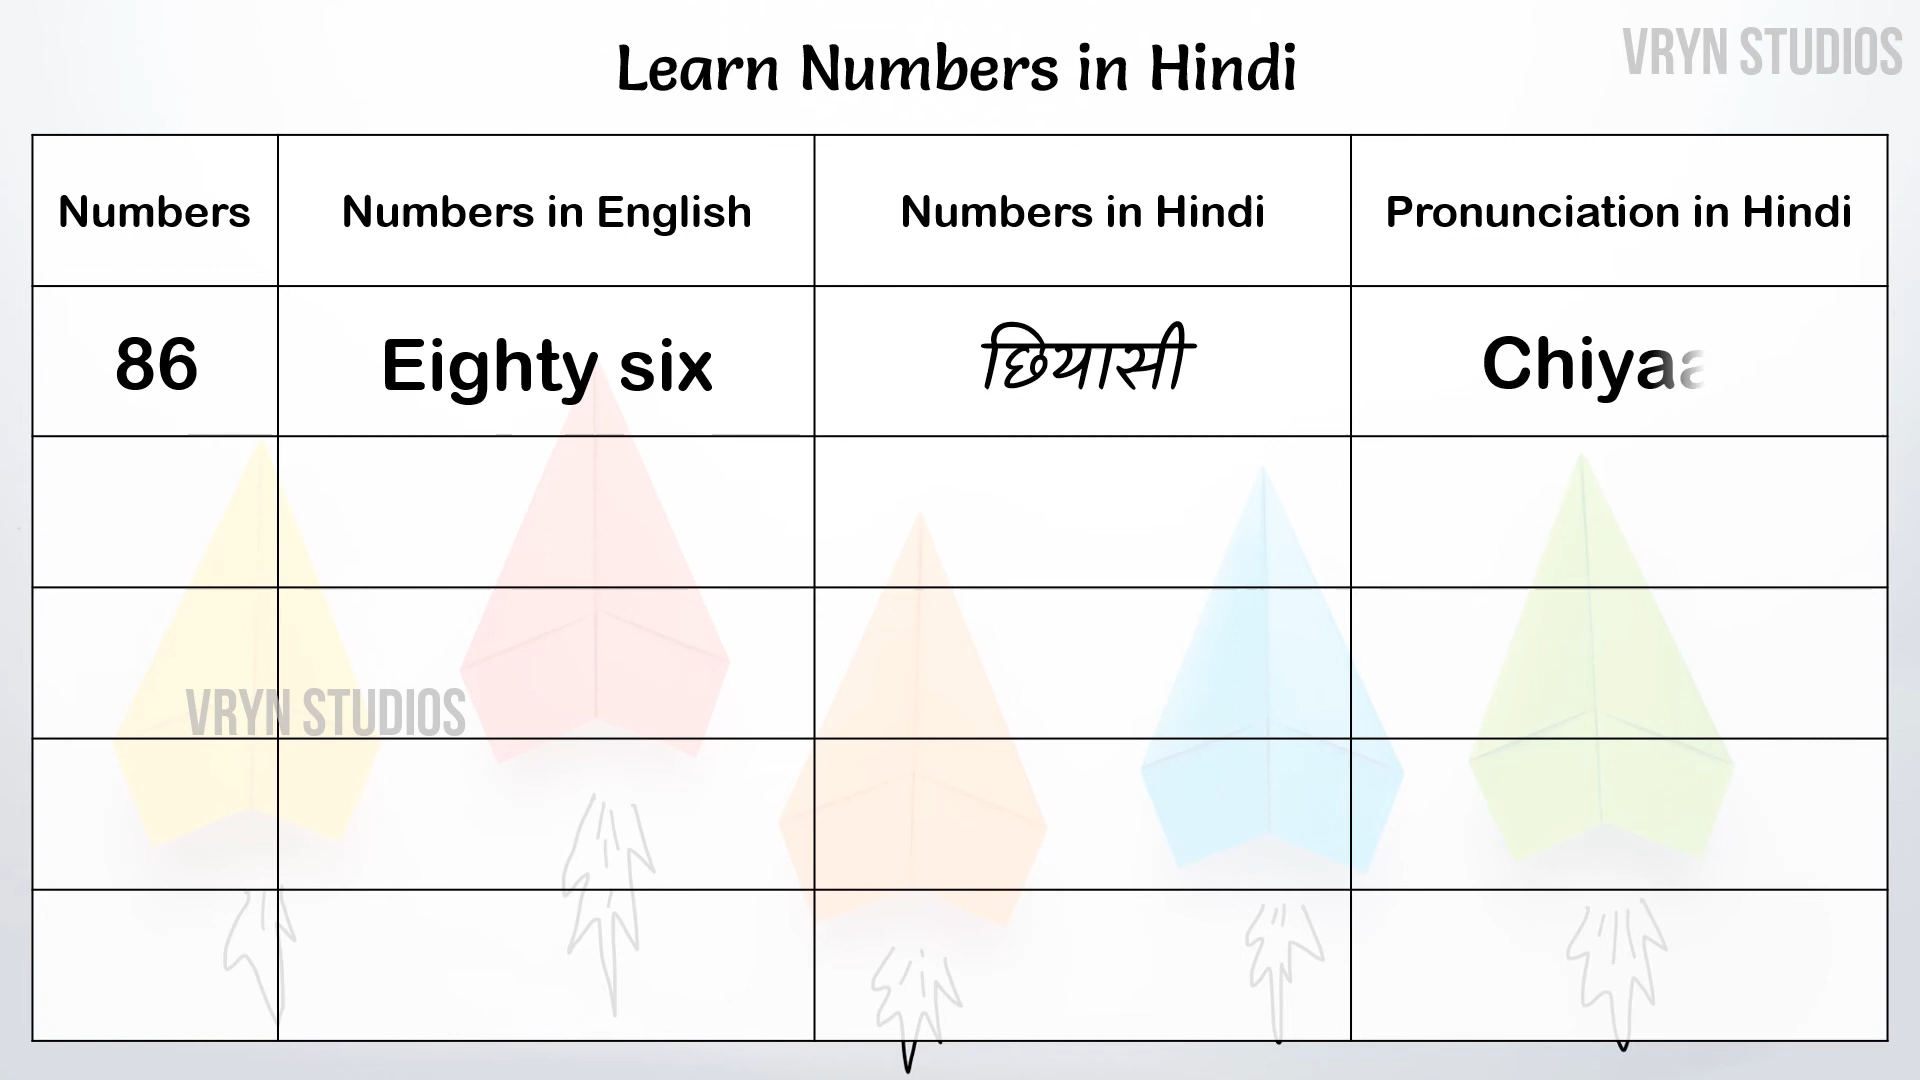 Learn Numbers in Hindi
VRYN STUDIOS
Numbers
Numbers in English
Numbers in Hindi
Pronunciation in Hindi
86
Eighty six
छियासी
Chiyaa
VRYN STUDIOS